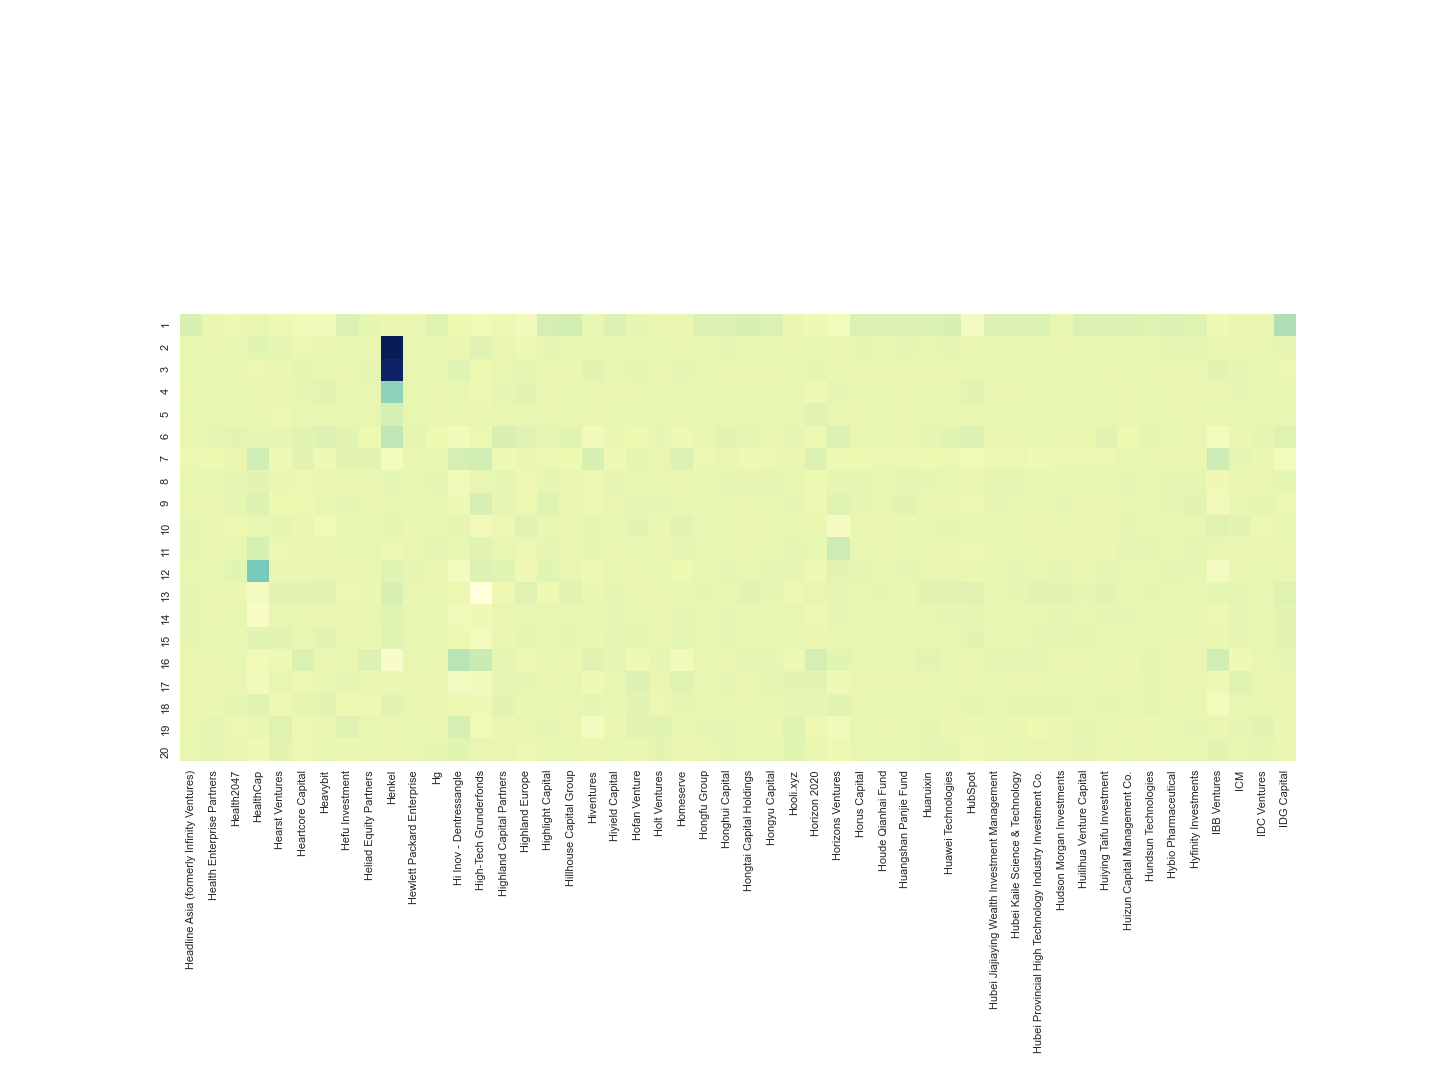 1
2
3
4
5
6
7
8
9
10
11
12
13
14
15
16
17
18
19
20
Headline Asia (formerly Infinity Ventures)
Health Enterprise Partners
Health2047
HealthCap
Hearst Ventures
Heartcore Capital
Heavybit
Hefu Investment
Heliad Equity Partners
Henkel
Hewlett Packard Enterprise
Hg
Hi Inov - Dentressangle
High-Tech Grunderfonds
Highland Capital Partners
Highland Europe
Highlight Capital
Hillhouse Capital Group
Hiventures
Hiyield Capital
Hofan Venture
Holt Ventures
Homeserve
Hongfu Group
Honghui Capital
Hongtai Capital Holdings
Hongyu Capital
Hooli.xyz
Horizon 2020
Horizons Ventures
Horus Capital
Houde Qianhai Fund
Huangshan Panjie Fund
Huaruixin
Huawei Technologies
HubSpot
Hubei Jiajiaying Wealth Investment Management
Hubei Kaile Science & Technology
Hubei Provincial High Technology Industry Investment Co.
Hudson Morgan Investments
Huilihua Venture Capital
Huiying Taifu Investment
Huizun Capital Management Co.
Hundsun Technologies
Hybio Pharmaceutical
Hyfinity Investments
IBB Ventures
ICM
IDC Ventures
IDG Capital